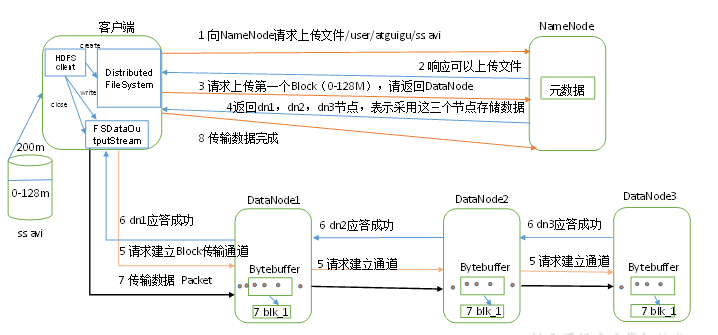 客户端
NameNode
1 向NameNode请求上传文件/user/atguigu/ss.avi
create
HDFS
client
Distributed
FileSystem
2 响应可以上传文件
3 请求上传第一个Block（0-128M），请返回DataNode
元数据
write
close
4返回dn1，dn2，dn3节点，表示采用这三个节点存储数据
FSDataOu
tputStream
8 传输数据完成
200m
0-128m
ss.avi
DataNode1
DataNode2
DataNode3
6 dn1应答成功
6 dn2应答成功
6 dn3应答成功
5 请求建立Block传输通道
5 请求建立通道
5 请求建立通道
Bytebuffer
Bytebuffer
Bytebuffer
7 传输数据 Packet
7 blk_1
7 blk_1
7 blk_1